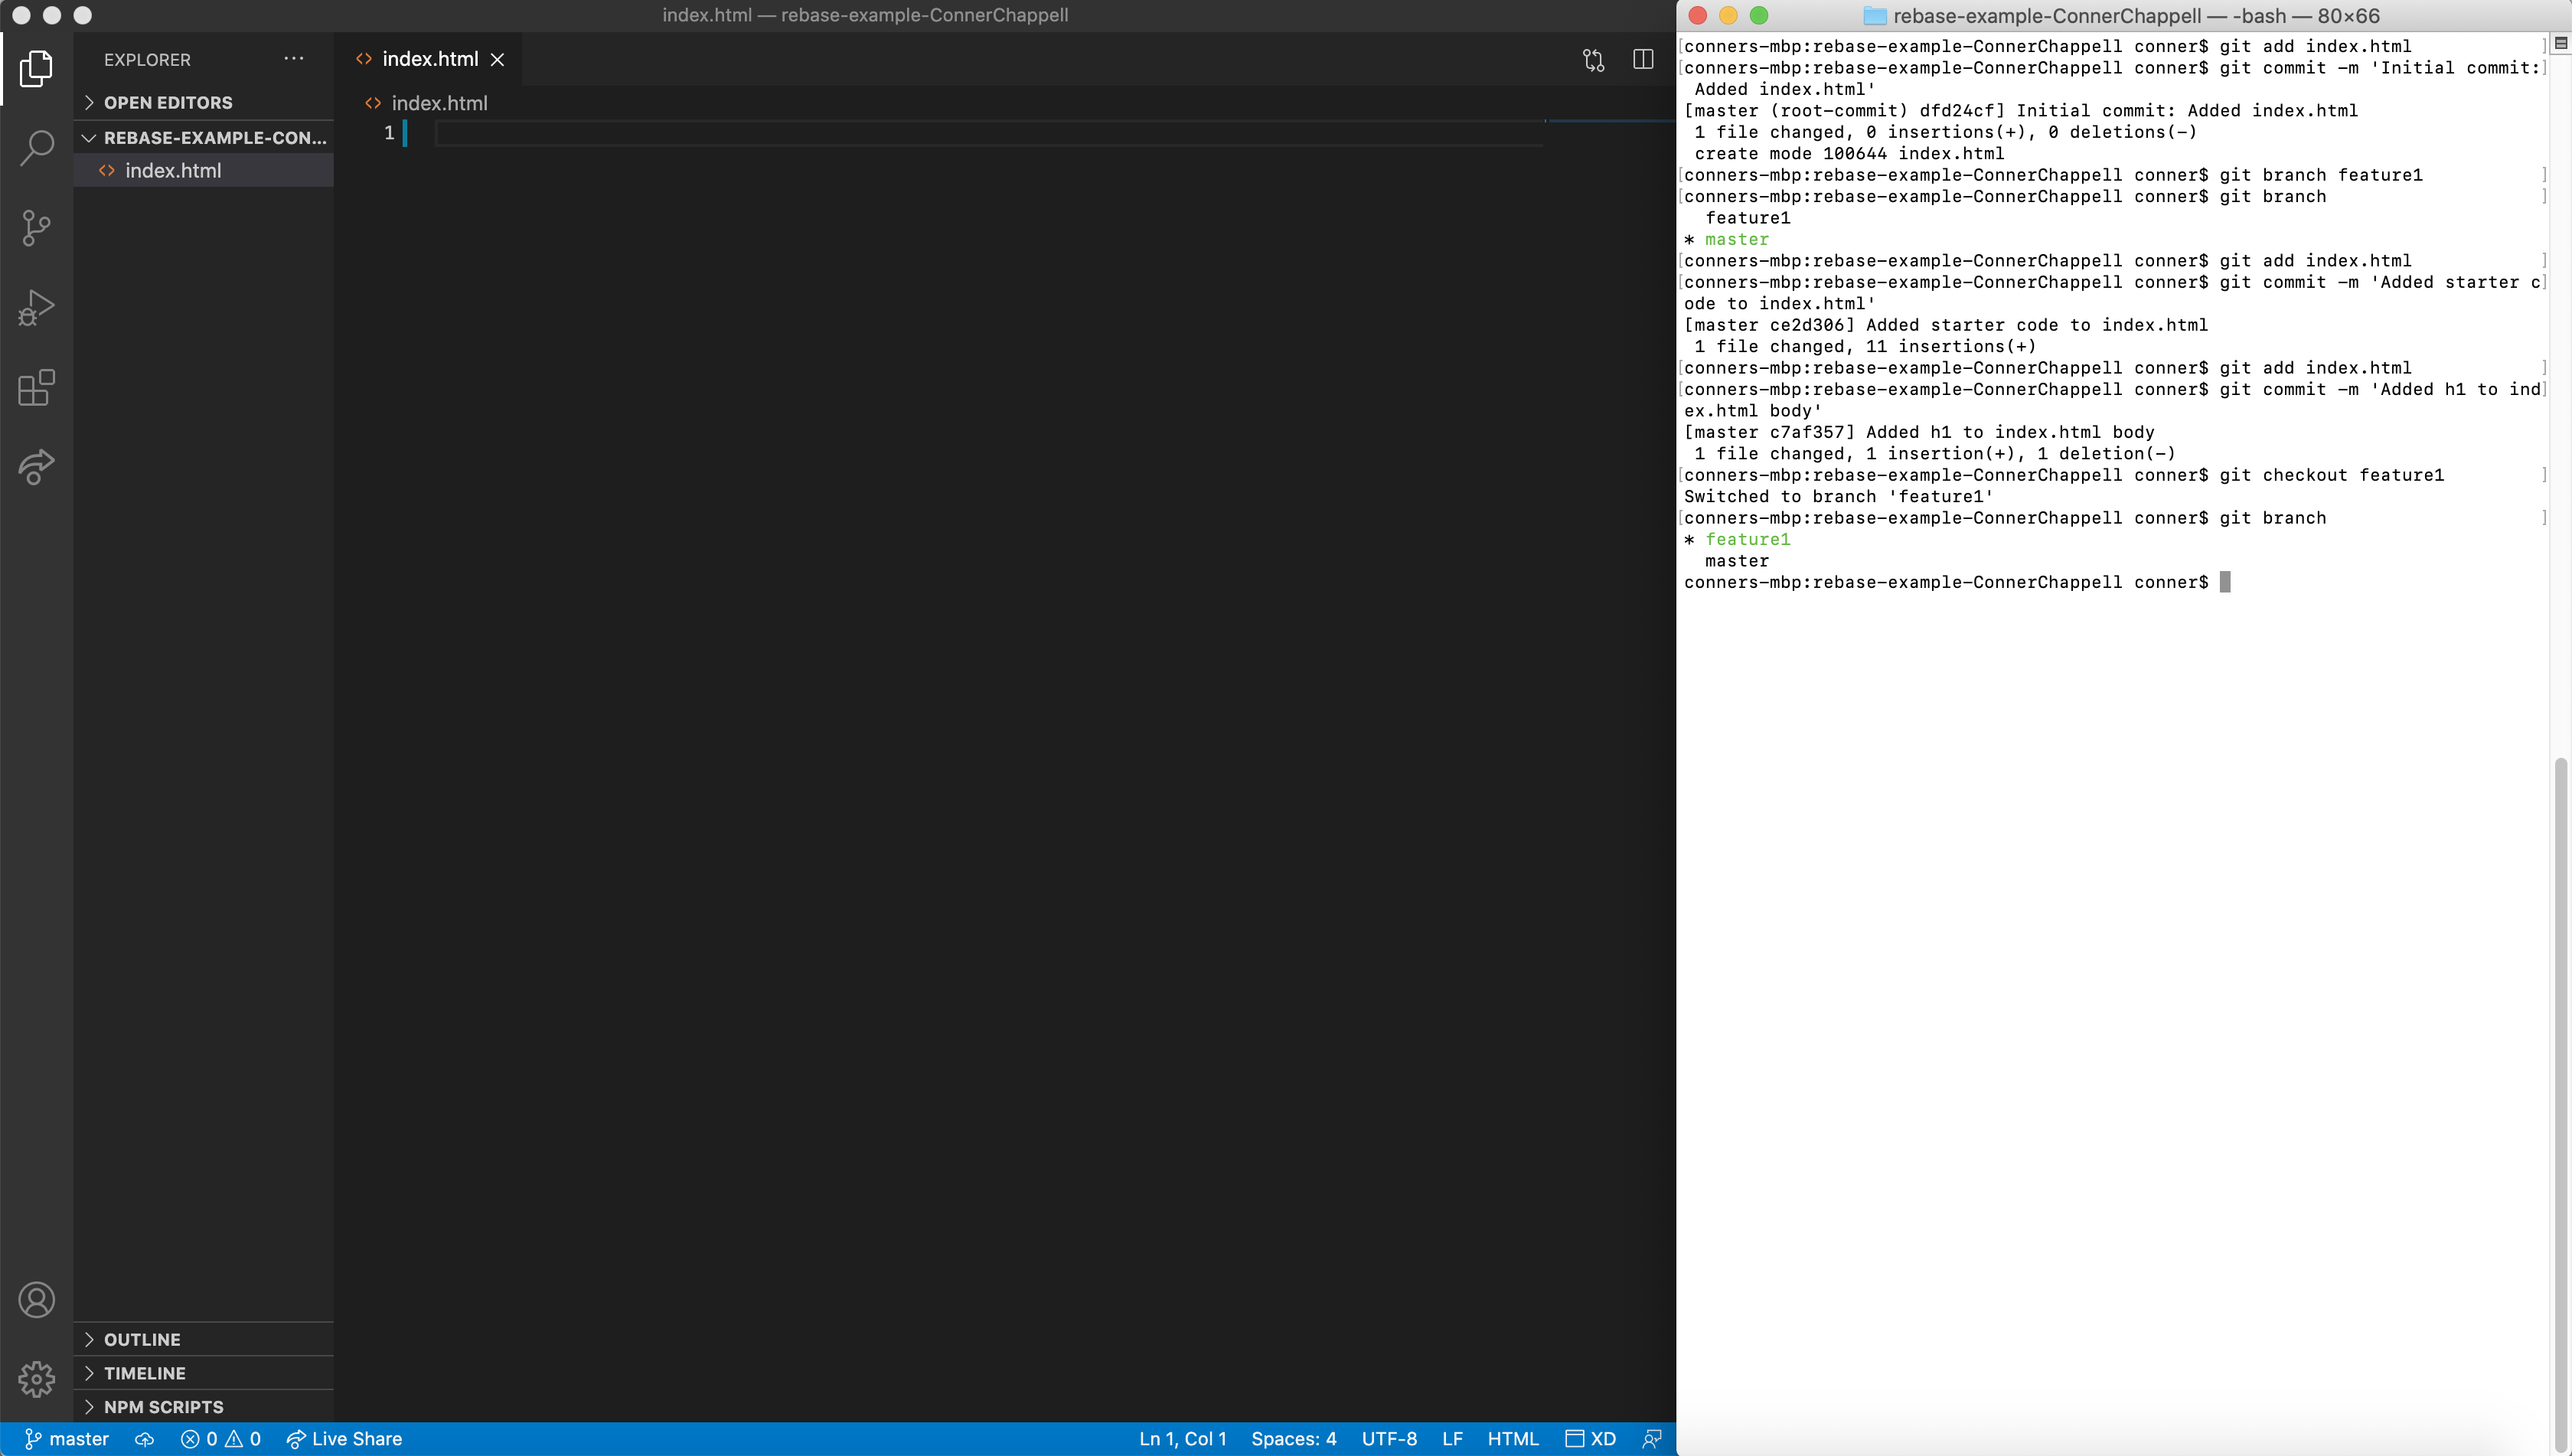 index.html — rebase-example-ConnerChappell
EXPLORER
OPEN EDITORS
REBASE-EXAMPLE-CON...
index.html
index.html
index.html
1
OUTLINE
TIMELINE
NPM SCRIPTS
master
0 0
Live Share
Ln 1, Col 1
Spaces: 4
UTF-8
LF
HTML
XD
rebase-example-ConnerChappell — -bash — 80×66
[conners-mbp:rebase-example-ConnerChappell conner$ git add index.html ]
[conners-mbp:rebase-example-ConnerChappell conner$ git commit -m 'Initial commit:]
Added index.html'
[master (root-commit) dfd24cf] Initial commit: Added index.html
1 file changed, 0 insertions(+), 0 deletions(-)
create mode 100644 index.html
[conners-mbp:rebase-example-ConnerChappell conner$ git branch feature1 ]
[conners-mbp:rebase-example-ConnerChappell conner$ git branch ]
feature1
* master
[conners-mbp:rebase-example-ConnerChappell conner$ git add index.html ]
[conners-mbp:rebase-example-ConnerChappell conner$ git commit -m 'Added starter c]
ode to index.html'
[master ce2d306] Added starter code to index.html
1 file changed, 11 insertions(+)
[conners-mbp:rebase-example-ConnerChappell conner$ git add index.html ]
[conners-mbp:rebase-example-ConnerChappell conner$ git commit -m 'Added h1 to ind]
ex.html body'
[master c7af357] Added h1 to index.html body
1 file changed, 1 insertion(+), 1 deletion(-)
[conners-mbp:rebase-example-ConnerChappell conner$ git checkout feature1 ]
Switched to branch 'feature1'
[conners-mbp:rebase-example-ConnerChappell conner$ git branch ]
* feature1
master
conners-mbp:rebase-example-ConnerChappell conner$